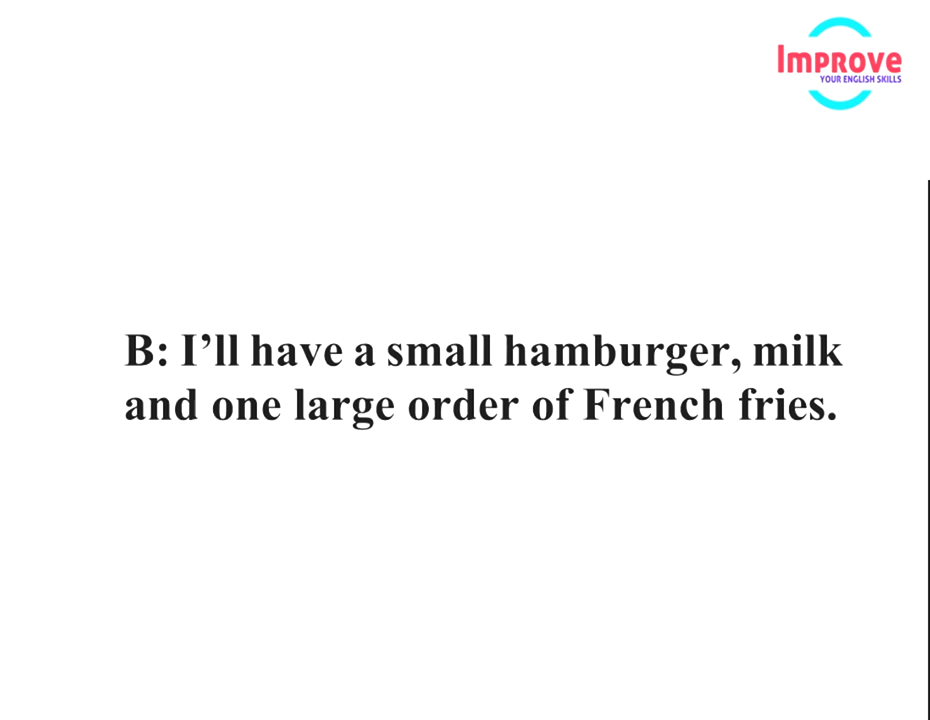 Improve
YOUR ENGLISH SKILLS
B: I’ll have a small hamburger, milk
and one large order of French fries.